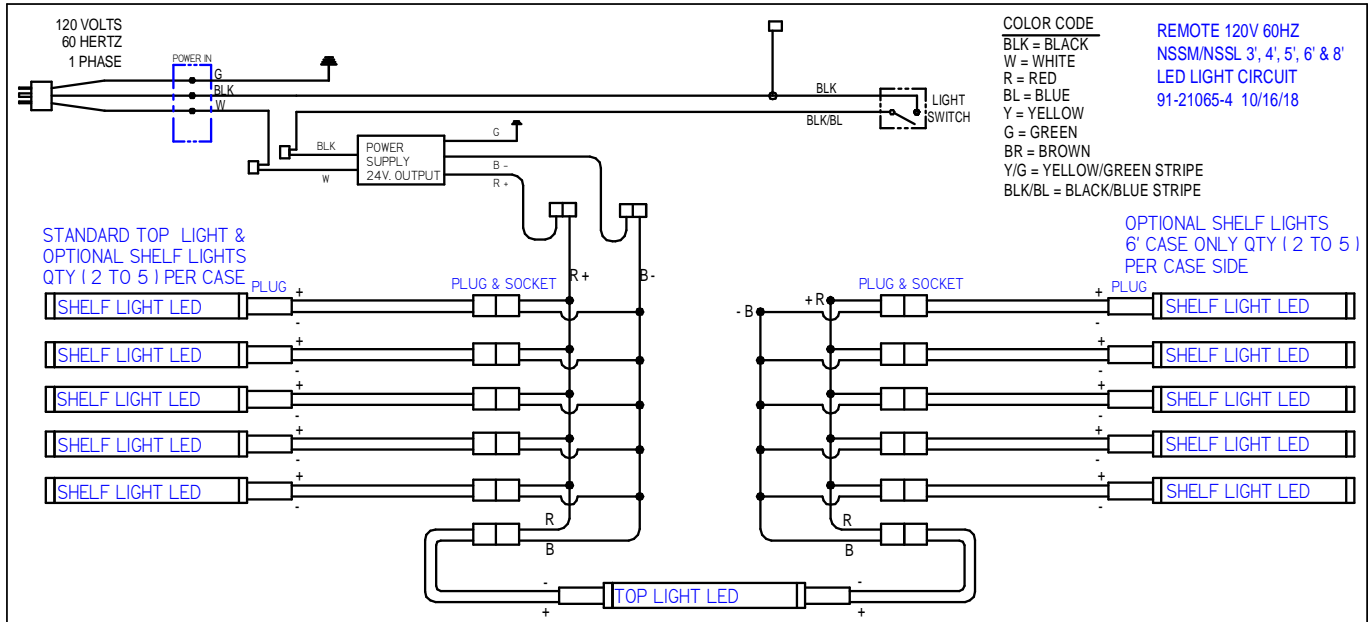 120 VOLTS
60 HERTZ
1 PHASE
POWER IN
G
BLK
W
BLK
BLK/BL
LIGHT
SWITCH
COLOR CODE
BLK = BLACK
W = WHITE
R = RED
BL = BLUE
Y = YELLOW
G = GREEN
BR = BROWN
Y/G = YELLOW/GREEN STRIPE
BLK/BL = BLACK/BLUE STRIPE
REMOTE 120V 60HZ
NSSM/NSSL 3', 4', 5', 6' & 8'
LED LIGHT CIRCUIT
91-21065-4 10/16/18
BLK
W
POWER
SUPPLY
24V. OUTPUT
G
B -
R +
STANDARD TOP LIGHT &
OPTIONAL SHELF LIGHTS
QTY ( 2 TO 5 ) PER CASE
PLUG
PLUG & SOCKET
R +
B -
OPTIONAL SHELF LIGHTS
6' CASE ONLY QTY ( 2 TO 5 )
PER CASE SIDE
- B
+ R
PLUG & SOCKET
PLUG
SHELF LIGHT LED
+
-
+
-
SHELF LIGHT LED
SHELF LIGHT LED
+
-
+
-
SHELF LIGHT LED
SHELF LIGHT LED
+
-
+
-
SHELF LIGHT LED
SHELF LIGHT LED
+
-
+
-
SHELF LIGHT LED
SHELF LIGHT LED
+
-
+
-
SHELF LIGHT LED
R
B
R
B
-
+
TOP LIGHT LED
-
+